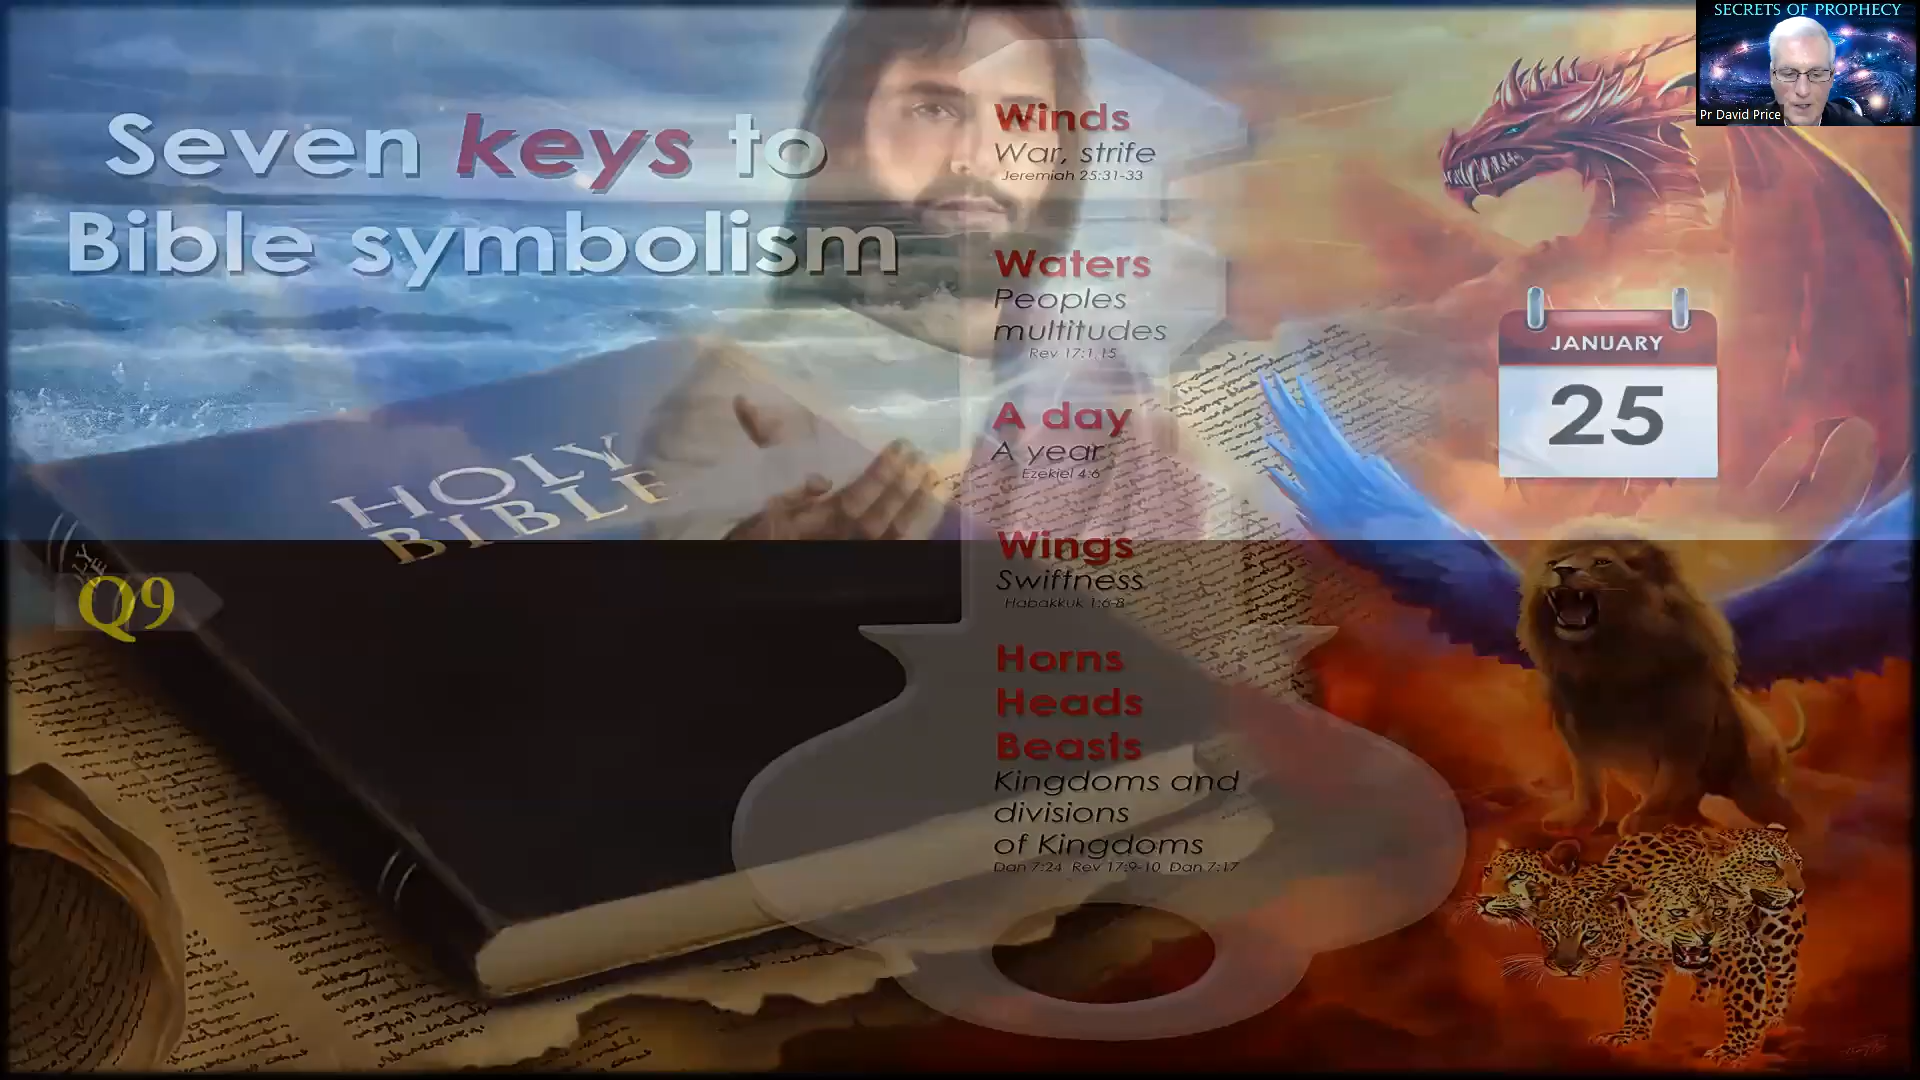 SECRETS OF PROPHECY
Pr David Price
Seven keys to
Bible symbolism
Winds
War, strife
Jeremiah 25:31-33
Waters
Peoples
multitudes
Rev 17:1,15
A day
A year
Ezekiel 4:6
Wings
Swiftness
Habakkuk 1:6-8
Horns
Heads
Beasts
Kingdoms and
divisions
of Kingdoms
Dan 7:24 Rev 17:9-10 Dan 7:17
JANUARY
25
HOLY
BIBLE
Q9